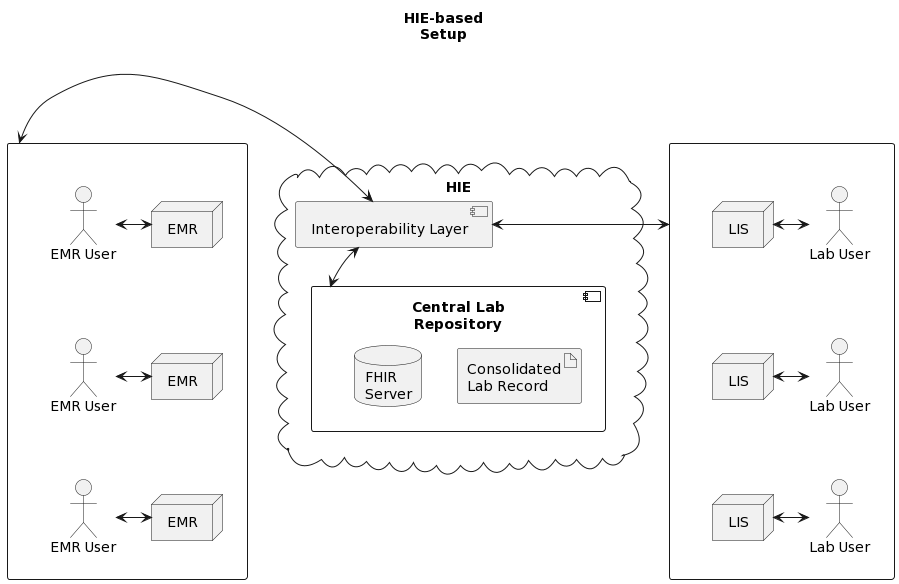 HIE-based
Setup
HIE
Interoperability Layer
Central Lab
Repository
FHIR
Server
Consolidated
Lab Record
EMR
EMR User
EMR
EMR User
EMR
EMR User
LIS
Lab User
LIS
Lab User
LIS
Lab User